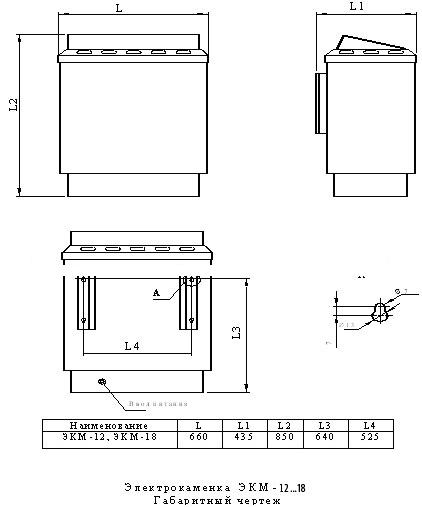 L
L1
L2
A
L4
L3
Ввод питания
Наименование L L1 L2 L3 L4
ЭКМ-12, ЭКМ-18 660 435 850 640 525
Электрокаменка ЭКМ-12...18
Габаритный чертеж